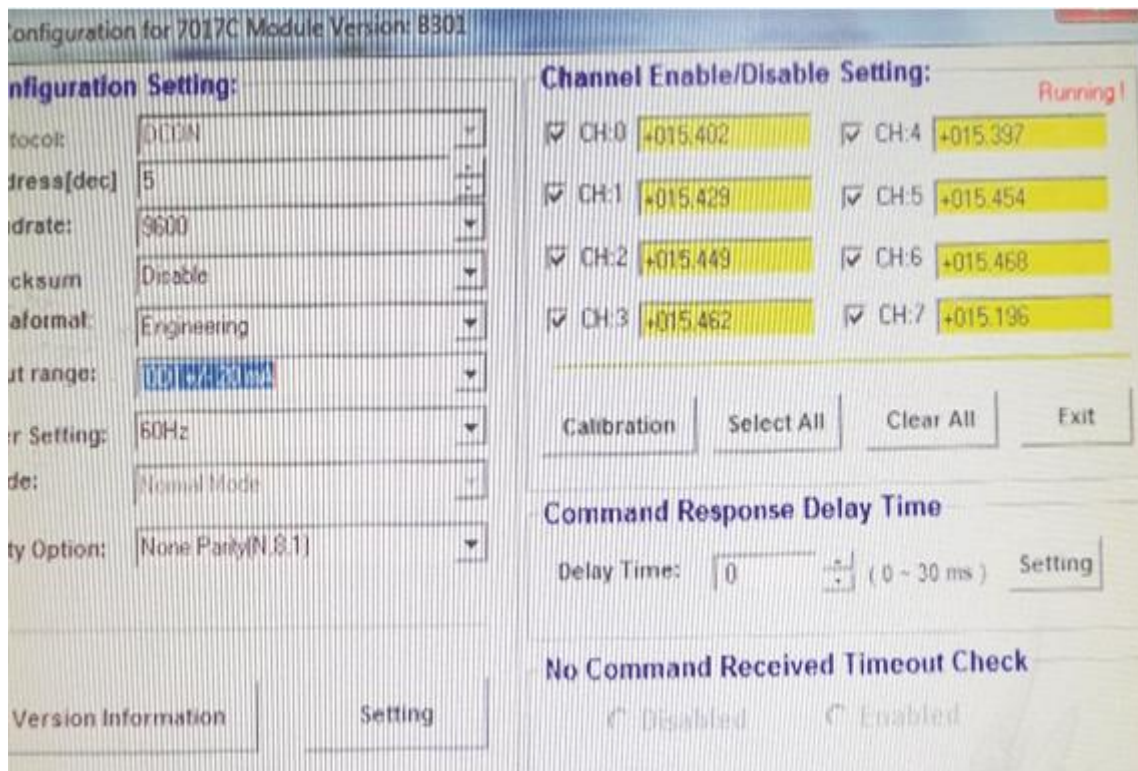 onfiguration for 7017C Module Version: B301
nfiguration Setting:
tocol: DCON
dress[dec] 5
drate: 9600
cksum Disable
aformat: Engineering
ut range: [0D] +/- 20 mA
er Setting: 60Hz
de: Normal Mode
ty Option: None Parity(N,8,1)
Version Information
Setting
Channel Enable/Disable Setting:
Running!
CH:0 +015.402 CH:4 +015.397
CH:1 +015.429 CH:5 +015.454
CH:2 +015.449 CH:6 +015.468
CH:3 +015.462 CH:7 +015.196
Calibration Select All Clear All Exit
Command Response Delay Time
Delay Time: 0 ( 0 ~ 30 ms ) Setting
No Command Received Timeout Check
Disabled Enabled